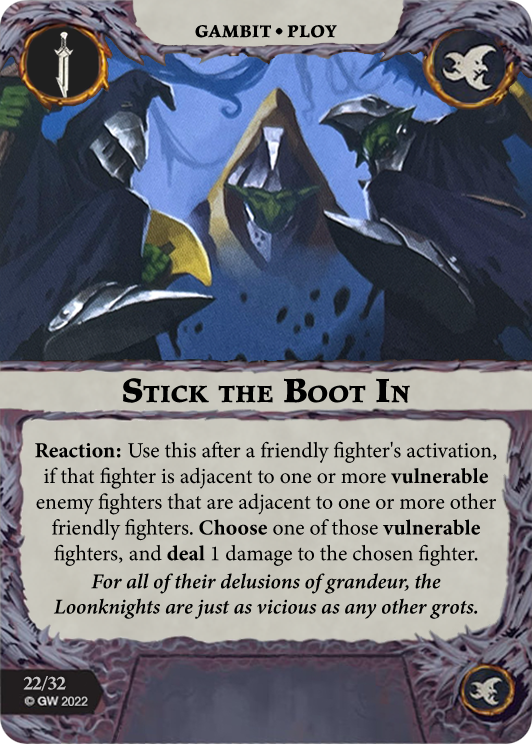 GAMBIT • PLOY
STICK THE BOOT IN
Reaction: Use this after a friendly fighter's activation,
if that fighter is adjacent to one or more vulnerable
enemy fighters that are adjacent to one or more other
friendly fighters. Choose one of those vulnerable
fighters, and deal 1 damage to the chosen fighter.
For all of their delusions of grandeur, the
Loonknights are just as vicious as any other grots.
22/32
© GW 2022